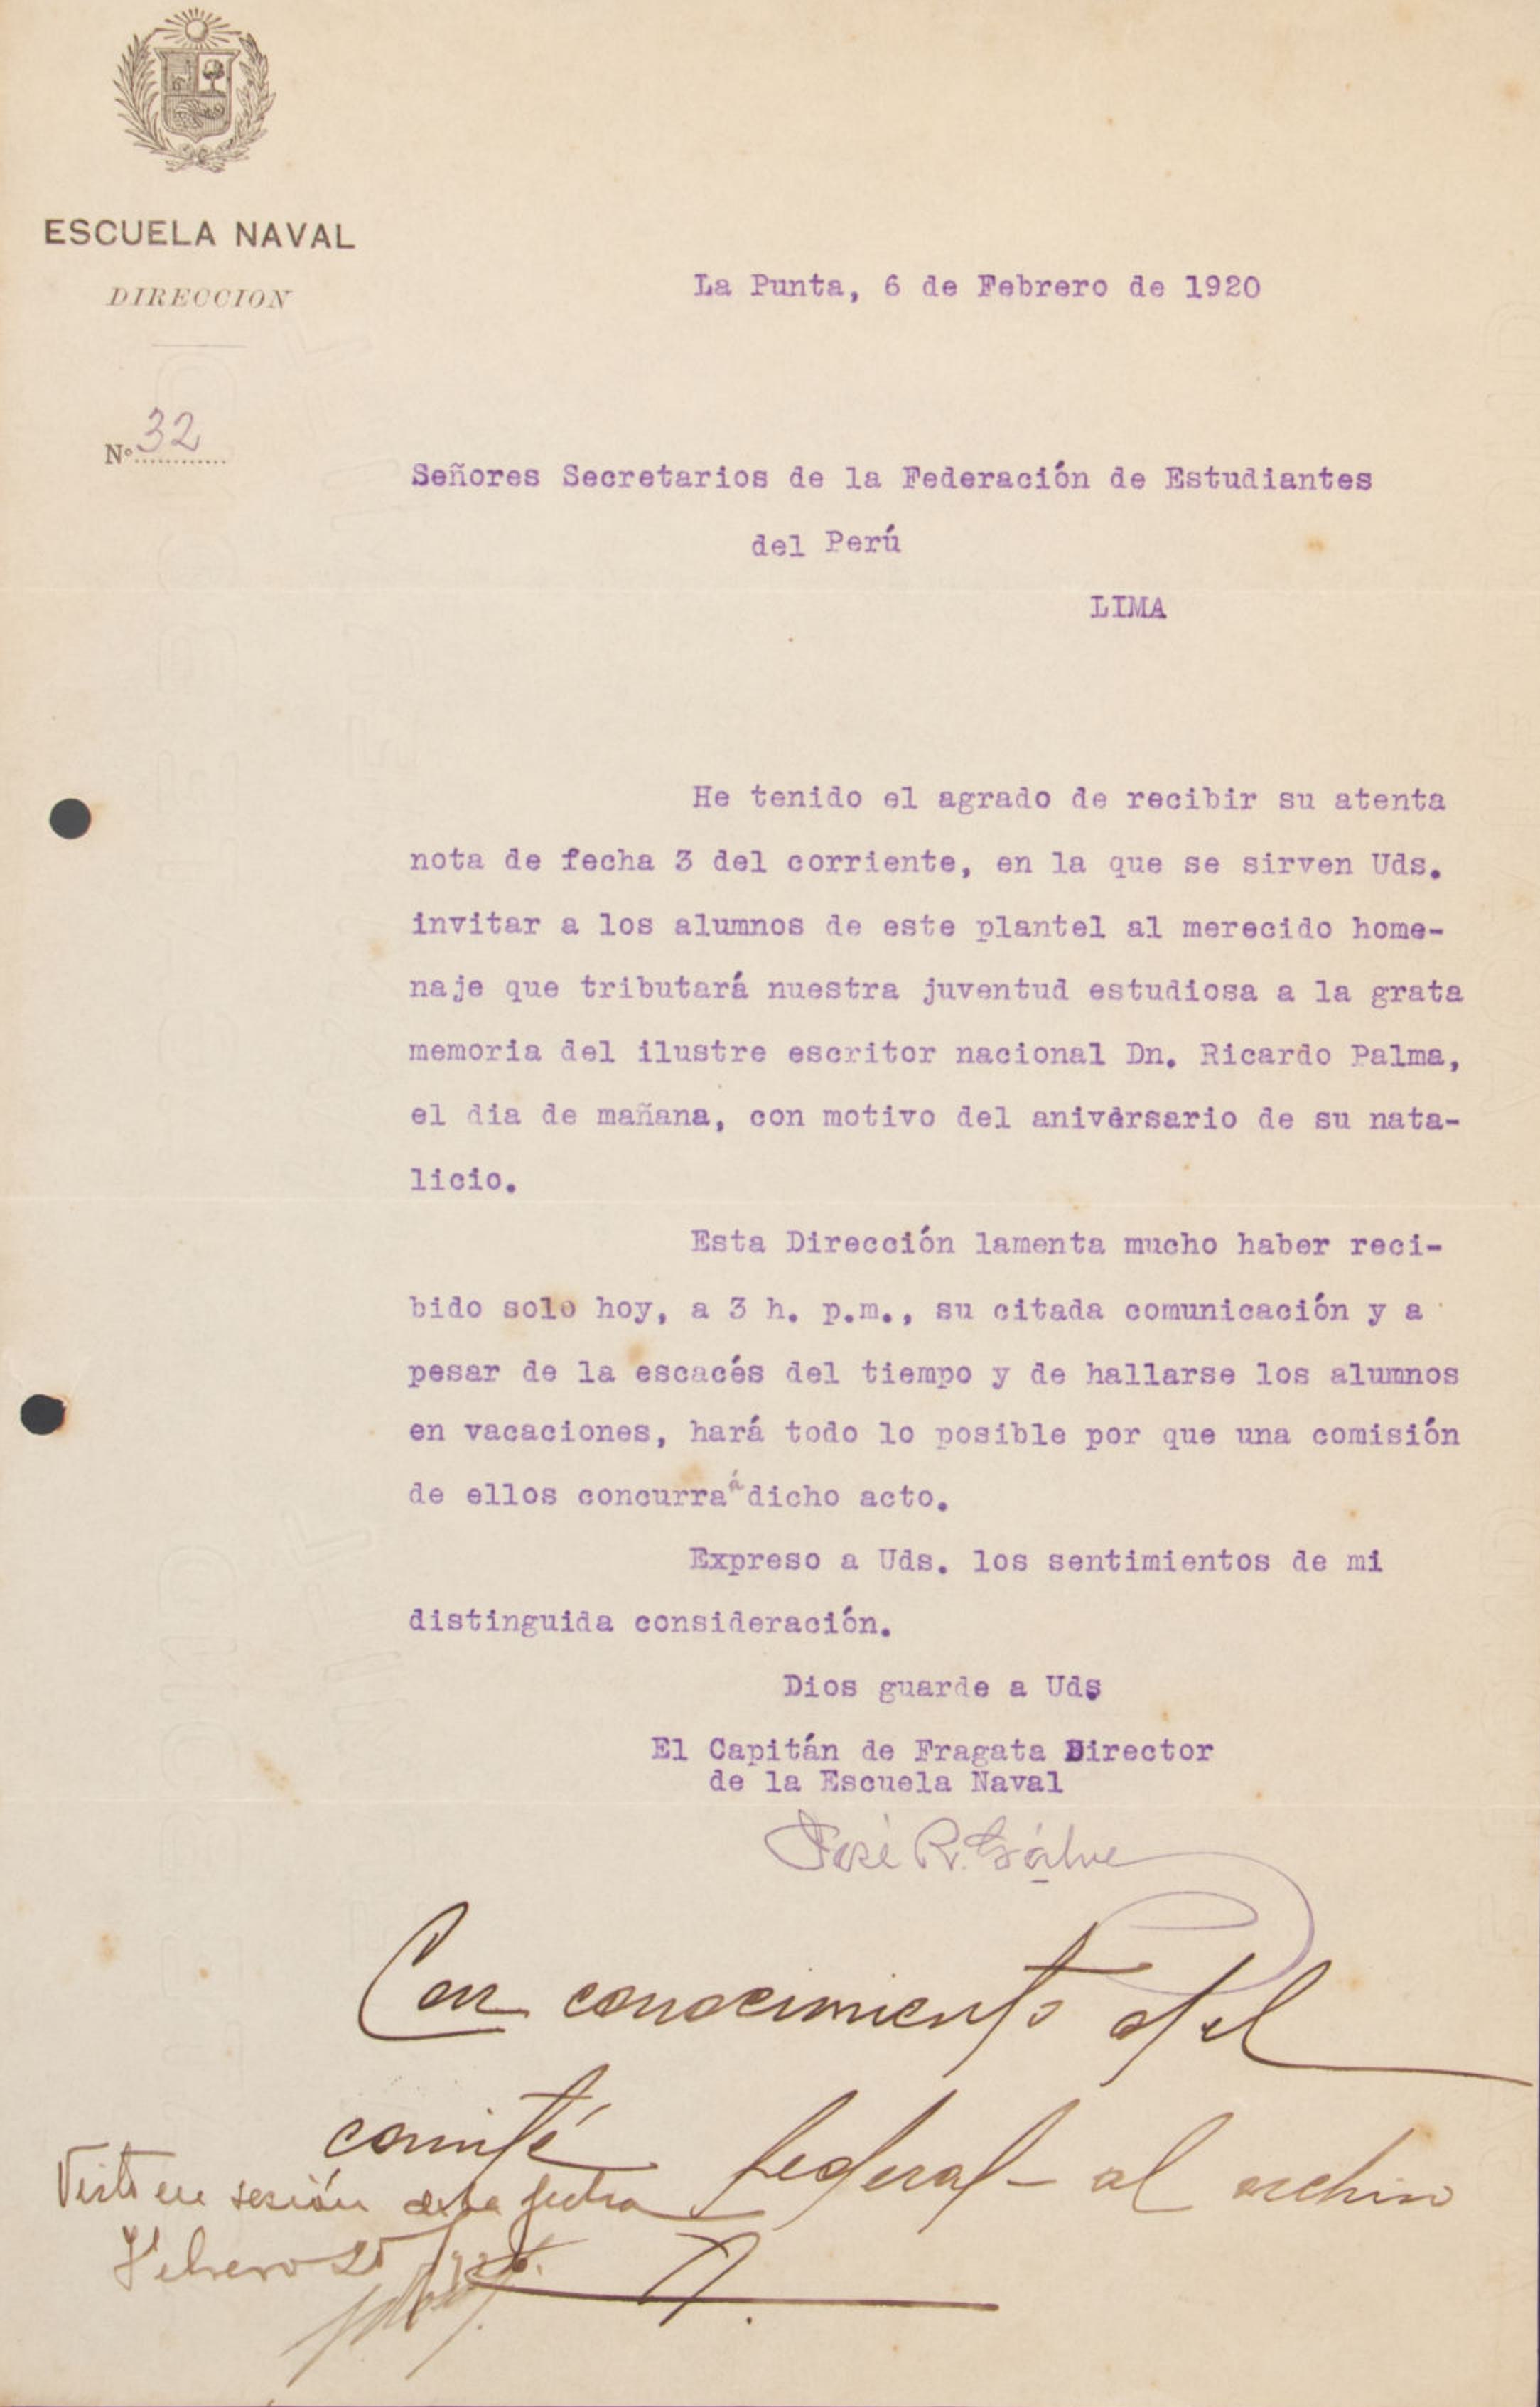 ESCUELA NAVAL
DIRECCION
La Punta, 6 de Febrero de 1920
Nº 32
Señores Secretarios de la Federación de Estudiantes
del Perú
LIMA
He tenido el agrado de recibir su atenta
nota de fecha 3 del corriente, en la que se sirven Uds.
invitar a los alumnos de este plantel al merecido home-
naje que tributará nuestra juventud estudiosa a la grata
memoria del ilustre escritor nacional Dn. Ricardo Palma,
el dia de mañana, con motivo del aniversario de su nata-
licio.
Esta Dirección lamenta mucho haber reci-
bido solo hoy, a 3 h. p.m., su citada comunicación y a
pesar de la escacés del tiempo y de hallarse los alumnos
en vacaciones, hará todo lo posible por que una comisión
de ellos concurra á dicho acto.
Expreso a Uds. los sentimientos de mi
distinguida consideración.
Dios guarde a Uds
El Capitán de Fragata Director
de la Escuela Naval
José R. Gálve
Con conocimiento del
comité federal - al archivo
Visto en sesión de la fecha
Febrero 25